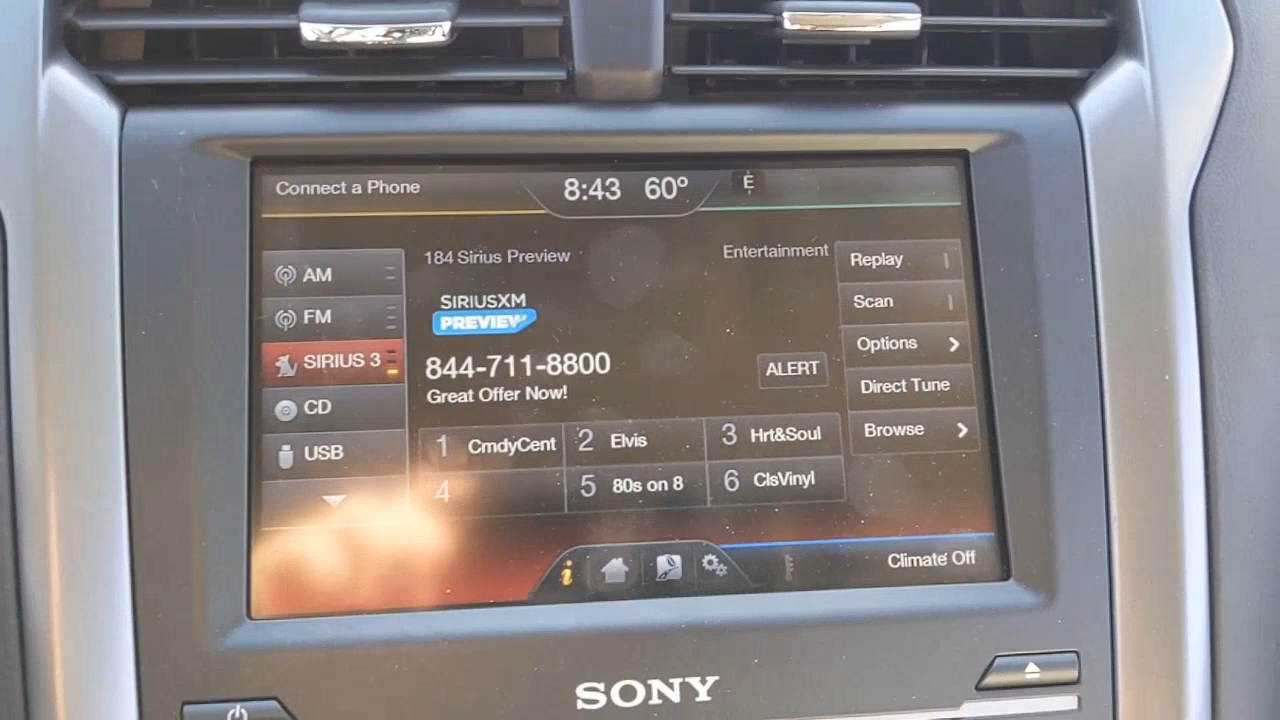 Connect a Phone 8:43 60° E
184 Sirius Preview Entertainment
AM
FM
SIRIUS 3
CD
USB
SIRIUSXM
PREVIEW
844-711-8800
Great Offer Now!
ALERT
1 CmdyCent 2 Elvis 3 Hrt&Soul
4 5 80s on 8 6 ClsVinyl
Replay
Scan
Options
Direct Tune
Browse
i
Climate Off
SONY